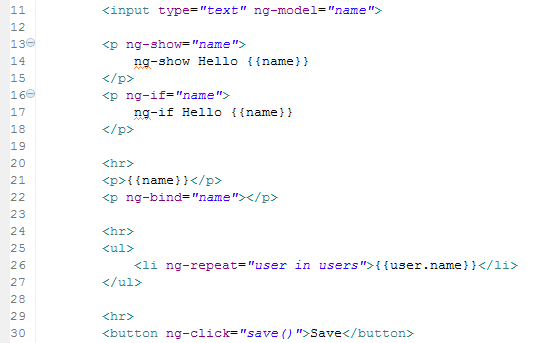 11 <input type="text" ng-model="name">
12
13 <p ng-show="name">
14 ng-show Hello {{name}}
15 </p>
16 <p ng-if="name">
17 ng-if Hello {{name}}
18 </p>
19
20 <hr>
21 <p>{{name}}</p>
22 <p ng-bind="name"></p>
23
24 <hr>
25 <ul>
26 <li ng-repeat="user in users">{{user.name}}</li>
27 </ul>
28
29 <hr>
30 <button ng-click="save()">Save</button>